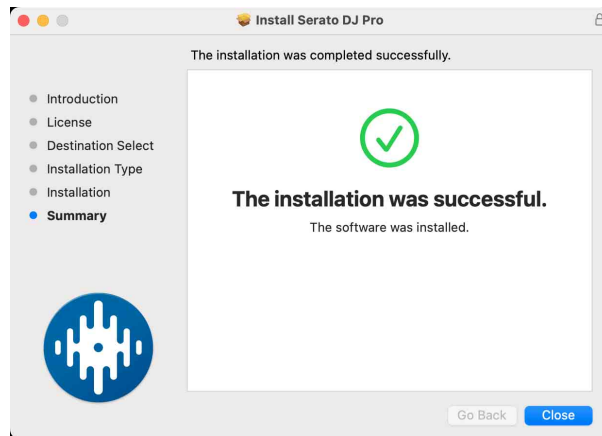 Install Serato DJ Pro
The installation was completed successfully.
Introduction
License
Destination Select
Installation Type
Installation
Summary
The installation was successful.
The software was installed.
Go Back
Close